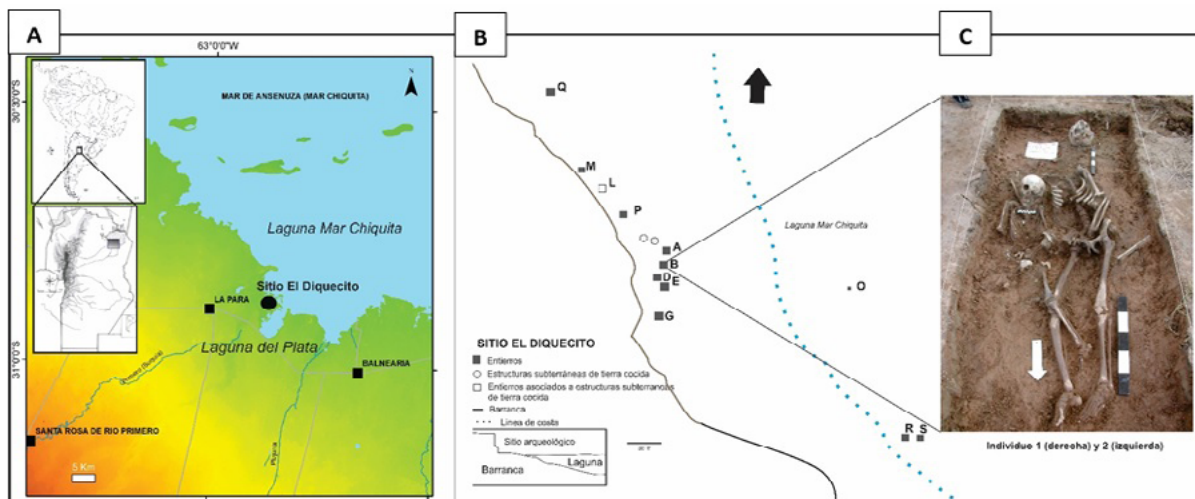 A
63°0'0"W
30°30'0"S
MAR DE ANSENUZA (MAR CHIQUITA)
N
Laguna Mar Chiquita
Sitio El Diquecito
LA PARA
Laguna del Plata
BALNEARIA
31°0'0"S
SANTA ROSA DE RIO PRIMERO
5 Km
B
Q
M
L
P
A
B
D
E
G
Laguna Mar Chiquita
O
R S
SITIO EL DIQUECITO
Entierros
Estructuras subterráneas de tierra cocida
Entierros asociados a estructuras subterraneas
de tierra cocida
Barranca
Linea de costa
Sitio arqueológico
Barranca
Laguna
C
Individuo 1 (derecha) y 2 (izquierda)